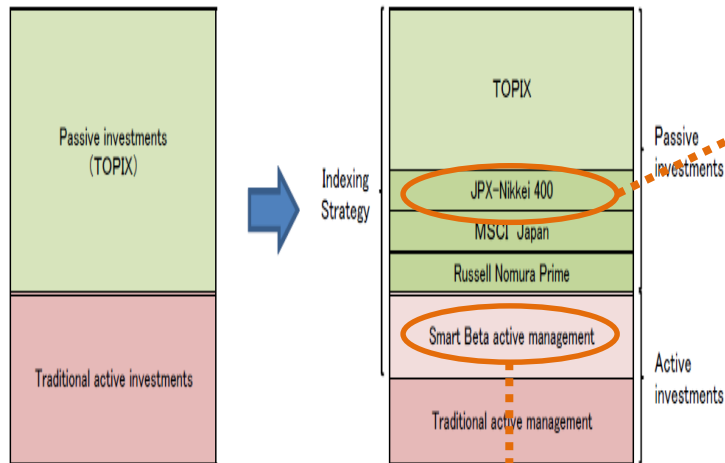 Passive investments
(TOPIX)
Traditional active investments
Indexing
Strategy
TOPIX
JPX-Nikkei 400
MSCI Japan
Russell Nomura Prime
Smart Beta active management
Traditional active management
Passive
investments
Active
investments